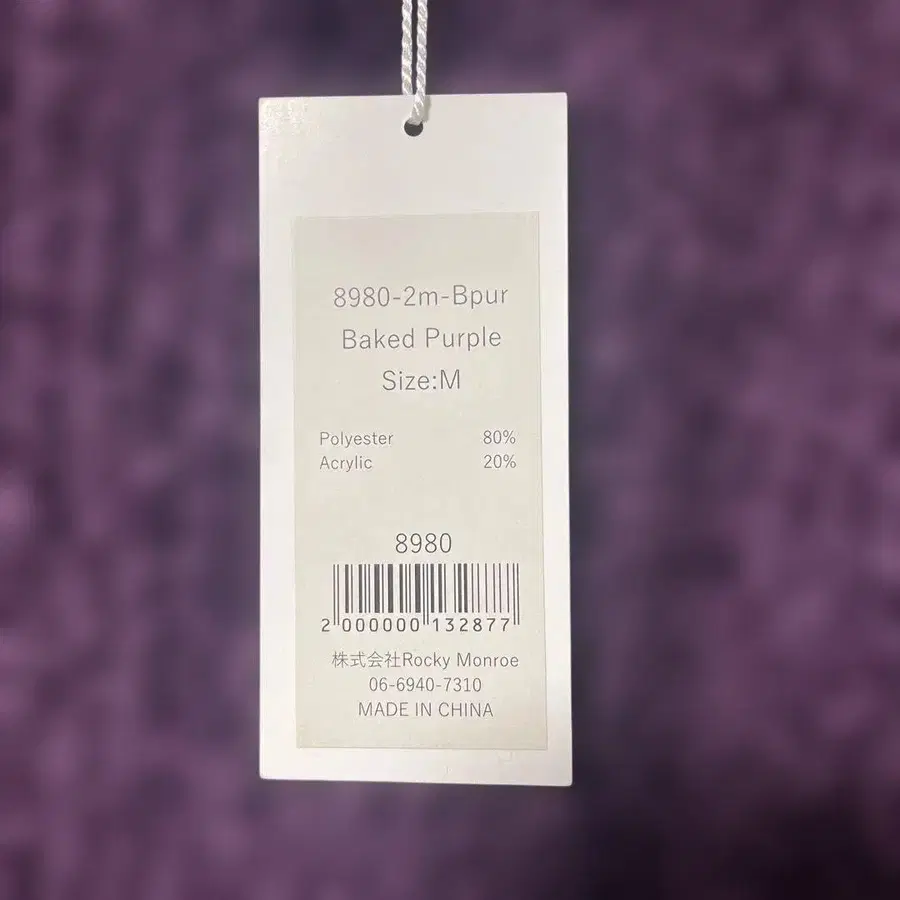 8980-2m-Bpur
Baked Purple
Size:M
Polyester 80%
Acrylic 20%
8980
2 000000 132877
株式会社Rocky Monroe
06-6940-7310
MADE IN CHINA